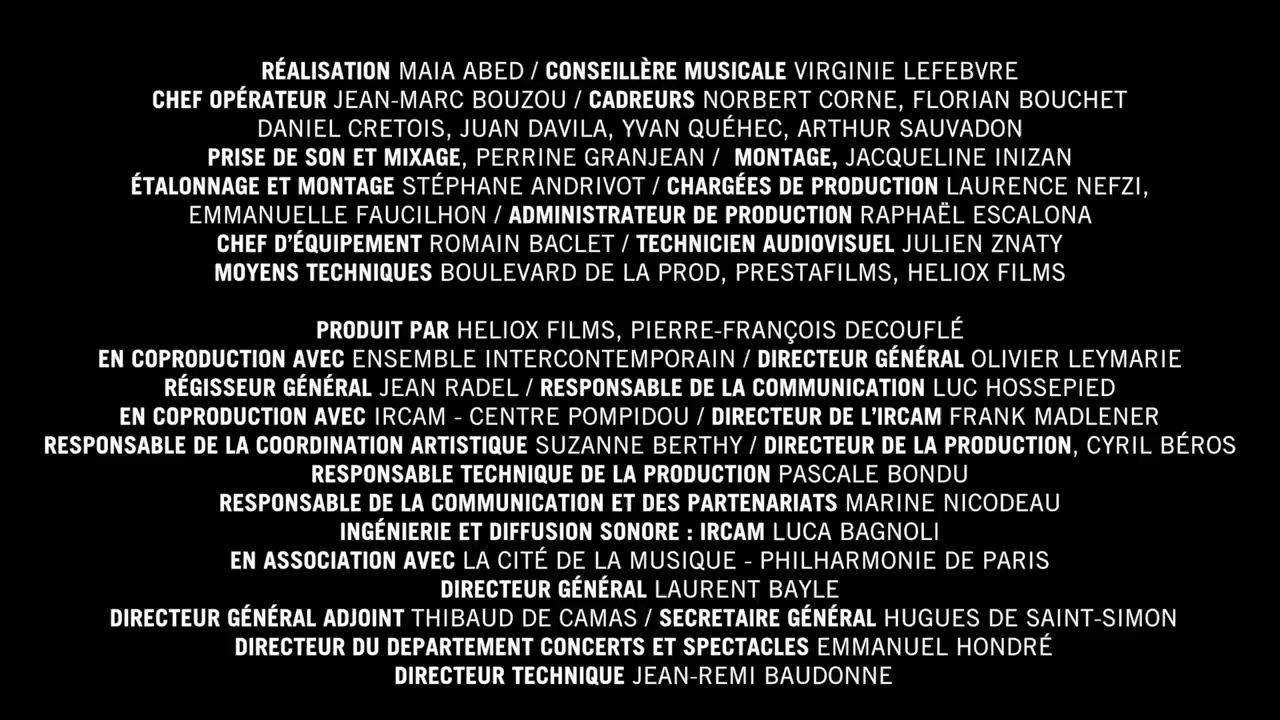 RÉALISATION MAIA ABED / CONSEILLÈRE MUSICALE VIRGINIE LEFEBVRE
CHEF OPÉRATEUR JEAN-MARC BOUZOU / CADREURS NORBERT CORNE, FLORIAN BOUCHET
DANIEL CRETOIS, JUAN DAVILA, YVAN QUÉHEC, ARTHUR SAUVADON
PRISE DE SON ET MIXAGE, PERRINE GRANJEAN / MONTAGE, JACQUELINE INIZAN
ÉTALONNAGE ET MONTAGE STÉPHANE ANDRIVOT / CHARGÉES DE PRODUCTION LAURENCE NEFZI,
EMMANUELLE FAUCILHON / ADMINISTRATEUR DE PRODUCTION RAPHAËL ESCALONA
CHEF D'ÉQUIPEMENT ROMAIN BACLET / TECHNICIEN AUDIOVISUEL JULIEN ZNATY
MOYENS TECHNIQUES BOULEVARD DE LA PROD, PRESTAFILMS, HELIOX FILMS
PRODUIT PAR HELIOX FILMS, PIERRE-FRANÇOIS DECOUFLÉ
EN COPRODUCTION AVEC ENSEMBLE INTERCONTEMPORAIN / DIRECTEUR GÉNÉRAL OLIVIER LEYMARIE
RÉGISSEUR GÉNÉRAL JEAN RADEL / RESPONSABLE DE LA COMMUNICATION LUC HOSSEPIED
EN COPRODUCTION AVEC IRCAM - CENTRE POMPIDOU / DIRECTEUR DE L'IRCAM FRANK MADLENER
RESPONSABLE DE LA COORDINATION ARTISTIQUE SUZANNE BERTHY / DIRECTEUR DE LA PRODUCTION, CYRIL BÉROS
RESPONSABLE TECHNIQUE DE LA PRODUCTION PASCALE BONDU
RESPONSABLE DE LA COMMUNICATION ET DES PARTENARIATS MARINE NICODEAU
INGÉNIERIE ET DIFFUSION SONORE : IRCAM LUCA BAGNOLI
EN ASSOCIATION AVEC LA CITÉ DE LA MUSIQUE - PHILHARMONIE DE PARIS
DIRECTEUR GÉNÉRAL LAURENT BAYLE
DIRECTEUR GÉNÉRAL ADJOINT THIBAUD DE CAMAS / SECRETAIRE GÉNÉRAL HUGUES DE SAINT-SIMON
DIRECTEUR DU DEPARTEMENT CONCERTS ET SPECTACLES EMMANUEL HONDRÉ
DIRECTEUR TECHNIQUE JEAN-REMI BAUDONNE